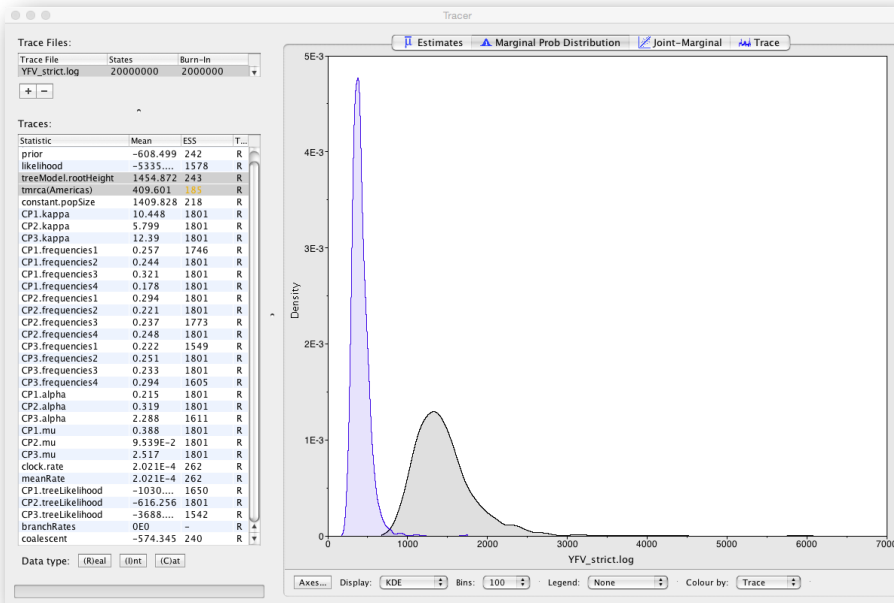 Tracer
Trace Files:
Trace File States Burn-In
YFV_strict.log 20000000 2000000
+ −
Traces:
Statistic Mean ESS T...
prior -608.499 242 R
likelihood -5335.... 1578 R
treeModel.rootHeight 1454.872 243 R
tmrca(Americas) 409.601 185 R
constant.popSize 1409.828 218 R
CP1.kappa 10.448 1801 R
CP2.kappa 5.799 1801 R
CP3.kappa 12.39 1801 R
CP1.frequencies1 0.257 1746 R
CP1.frequencies2 0.244 1801 R
CP1.frequencies3 0.321 1801 R
CP1.frequencies4 0.178 1801 R
CP2.frequencies1 0.294 1801 R
CP2.frequencies2 0.221 1801 R
CP2.frequencies3 0.237 1773 R
CP2.frequencies4 0.248 1801 R
CP3.frequencies1 0.222 1549 R
CP3.frequencies2 0.251 1801 R
CP3.frequencies3 0.233 1801 R
CP3.frequencies4 0.294 1605 R
CP1.alpha 0.215 1801 R
CP2.alpha 0.319 1801 R
CP3.alpha 2.288 1611 R
CP1.mu 0.388 1801 R
CP2.mu 9.539E-2 1801 R
CP3.mu 2.517 1801 R
clock.rate 2.021E-4 262 R
meanRate 2.021E-4 262 R
CP1.treeLikelihood -1030.... 1650 R
CP2.treeLikelihood -616.256 1801 R
CP3.treeLikelihood -3688.... 1542 R
branchRates 0E0 - R
coalescent -574.345 240 R
Data type: (R)eal (I)nt (C)at
Estimates Marginal Prob Distribution Joint-Marginal Trace
5E-3
4E-3
3E-3
2E-3
1E-3
0
Density
0 1000 2000 3000 4000 5000 6000 7000
YFV_strict.log
Axes... Display: KDE Bins: 100 Legend: None Colour by: Trace